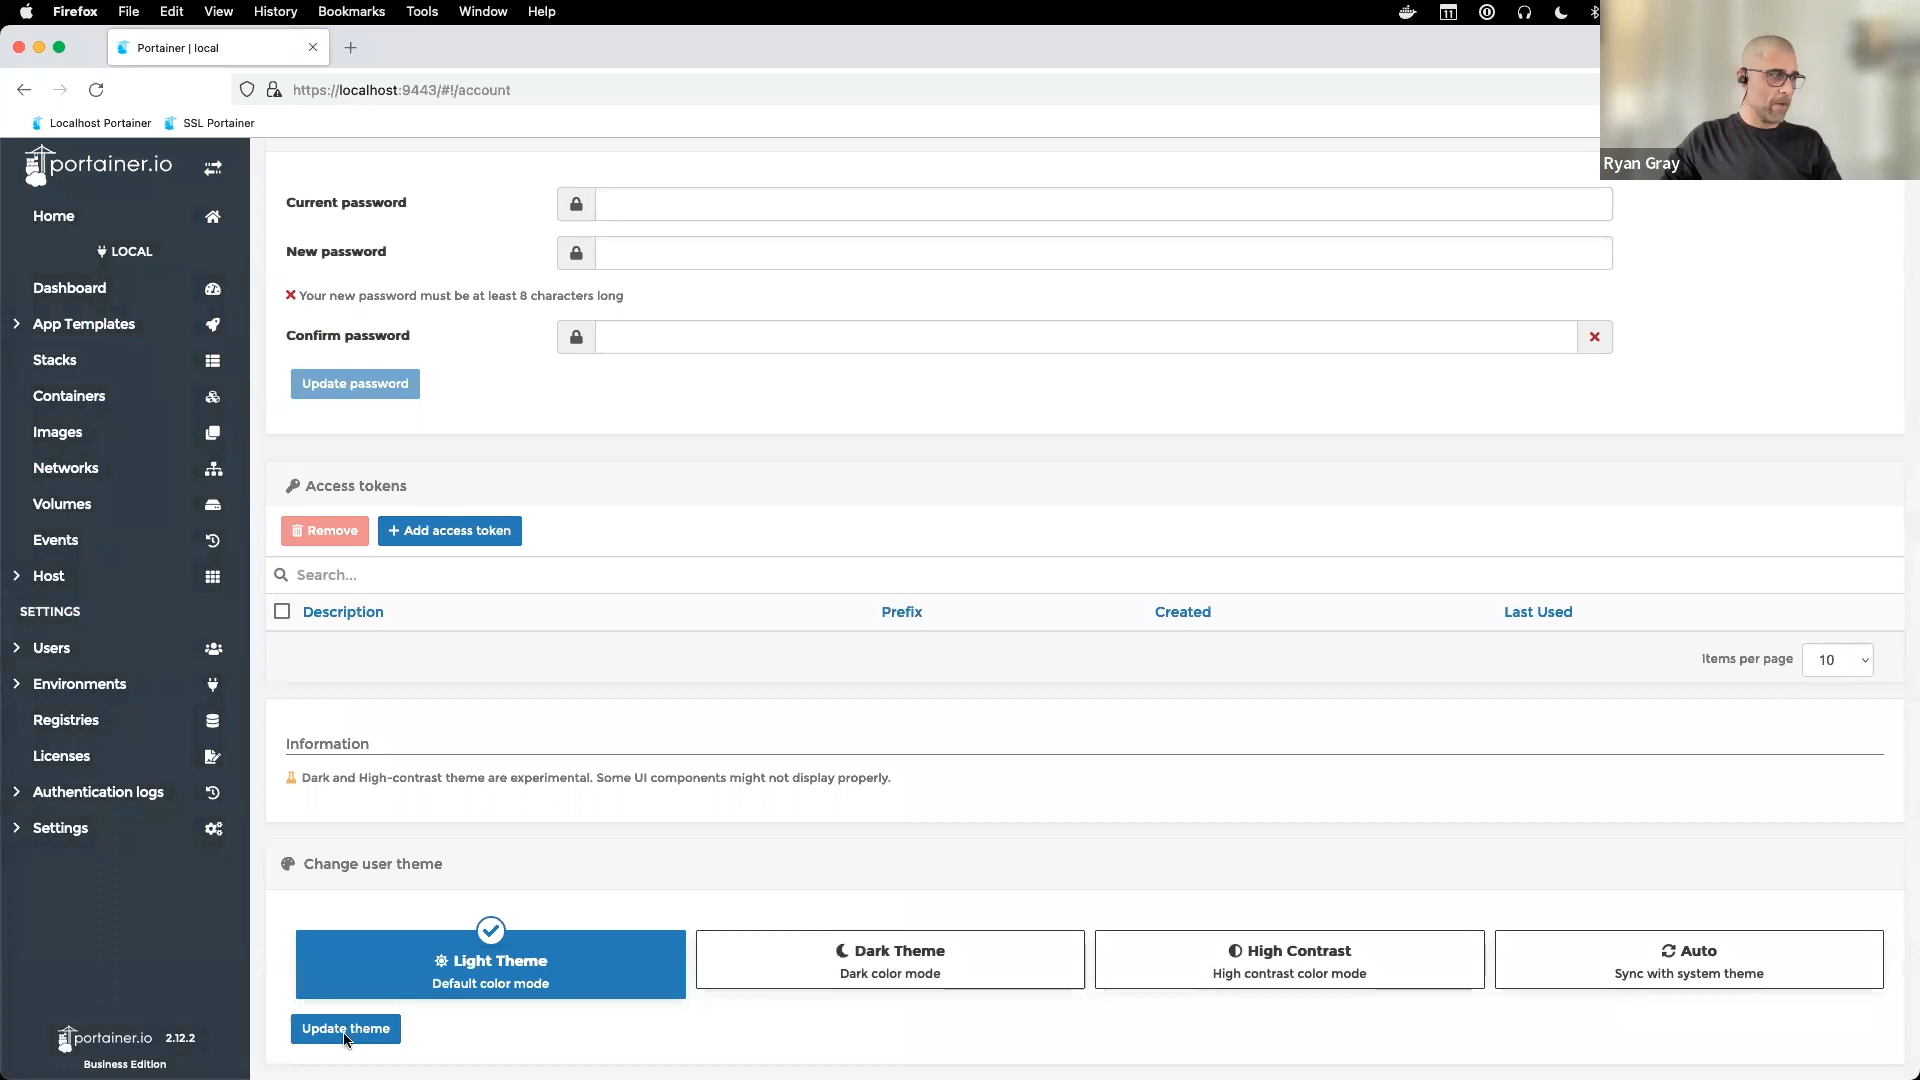 Firefox File Edit View History Bookmarks Tools Window Help
11
Portainer | local
https://localhost:9443/#!/account
Localhost Portainer SSL Portainer
Ryan Gray
portainer.io
Home
LOCAL
Dashboard
App Templates
Stacks
Containers
Images
Networks
Volumes
Events
Host
SETTINGS
Users
Environments
Registries
Licenses
Authentication logs
Settings
portainer.io 2.12.2
Business Edition
Current password
New password
Your new password must be at least 8 characters long
Confirm password
Update password
Access tokens
Remove + Add access token
Search...
Description Prefix Created Last Used
Items per page 10
Information
Dark and High-contrast theme are experimental. Some UI components might not display properly.
Change user theme
Light Theme
Default color mode
Dark Theme
Dark color mode
High Contrast
High contrast color mode
Auto
Sync with system theme
Update theme